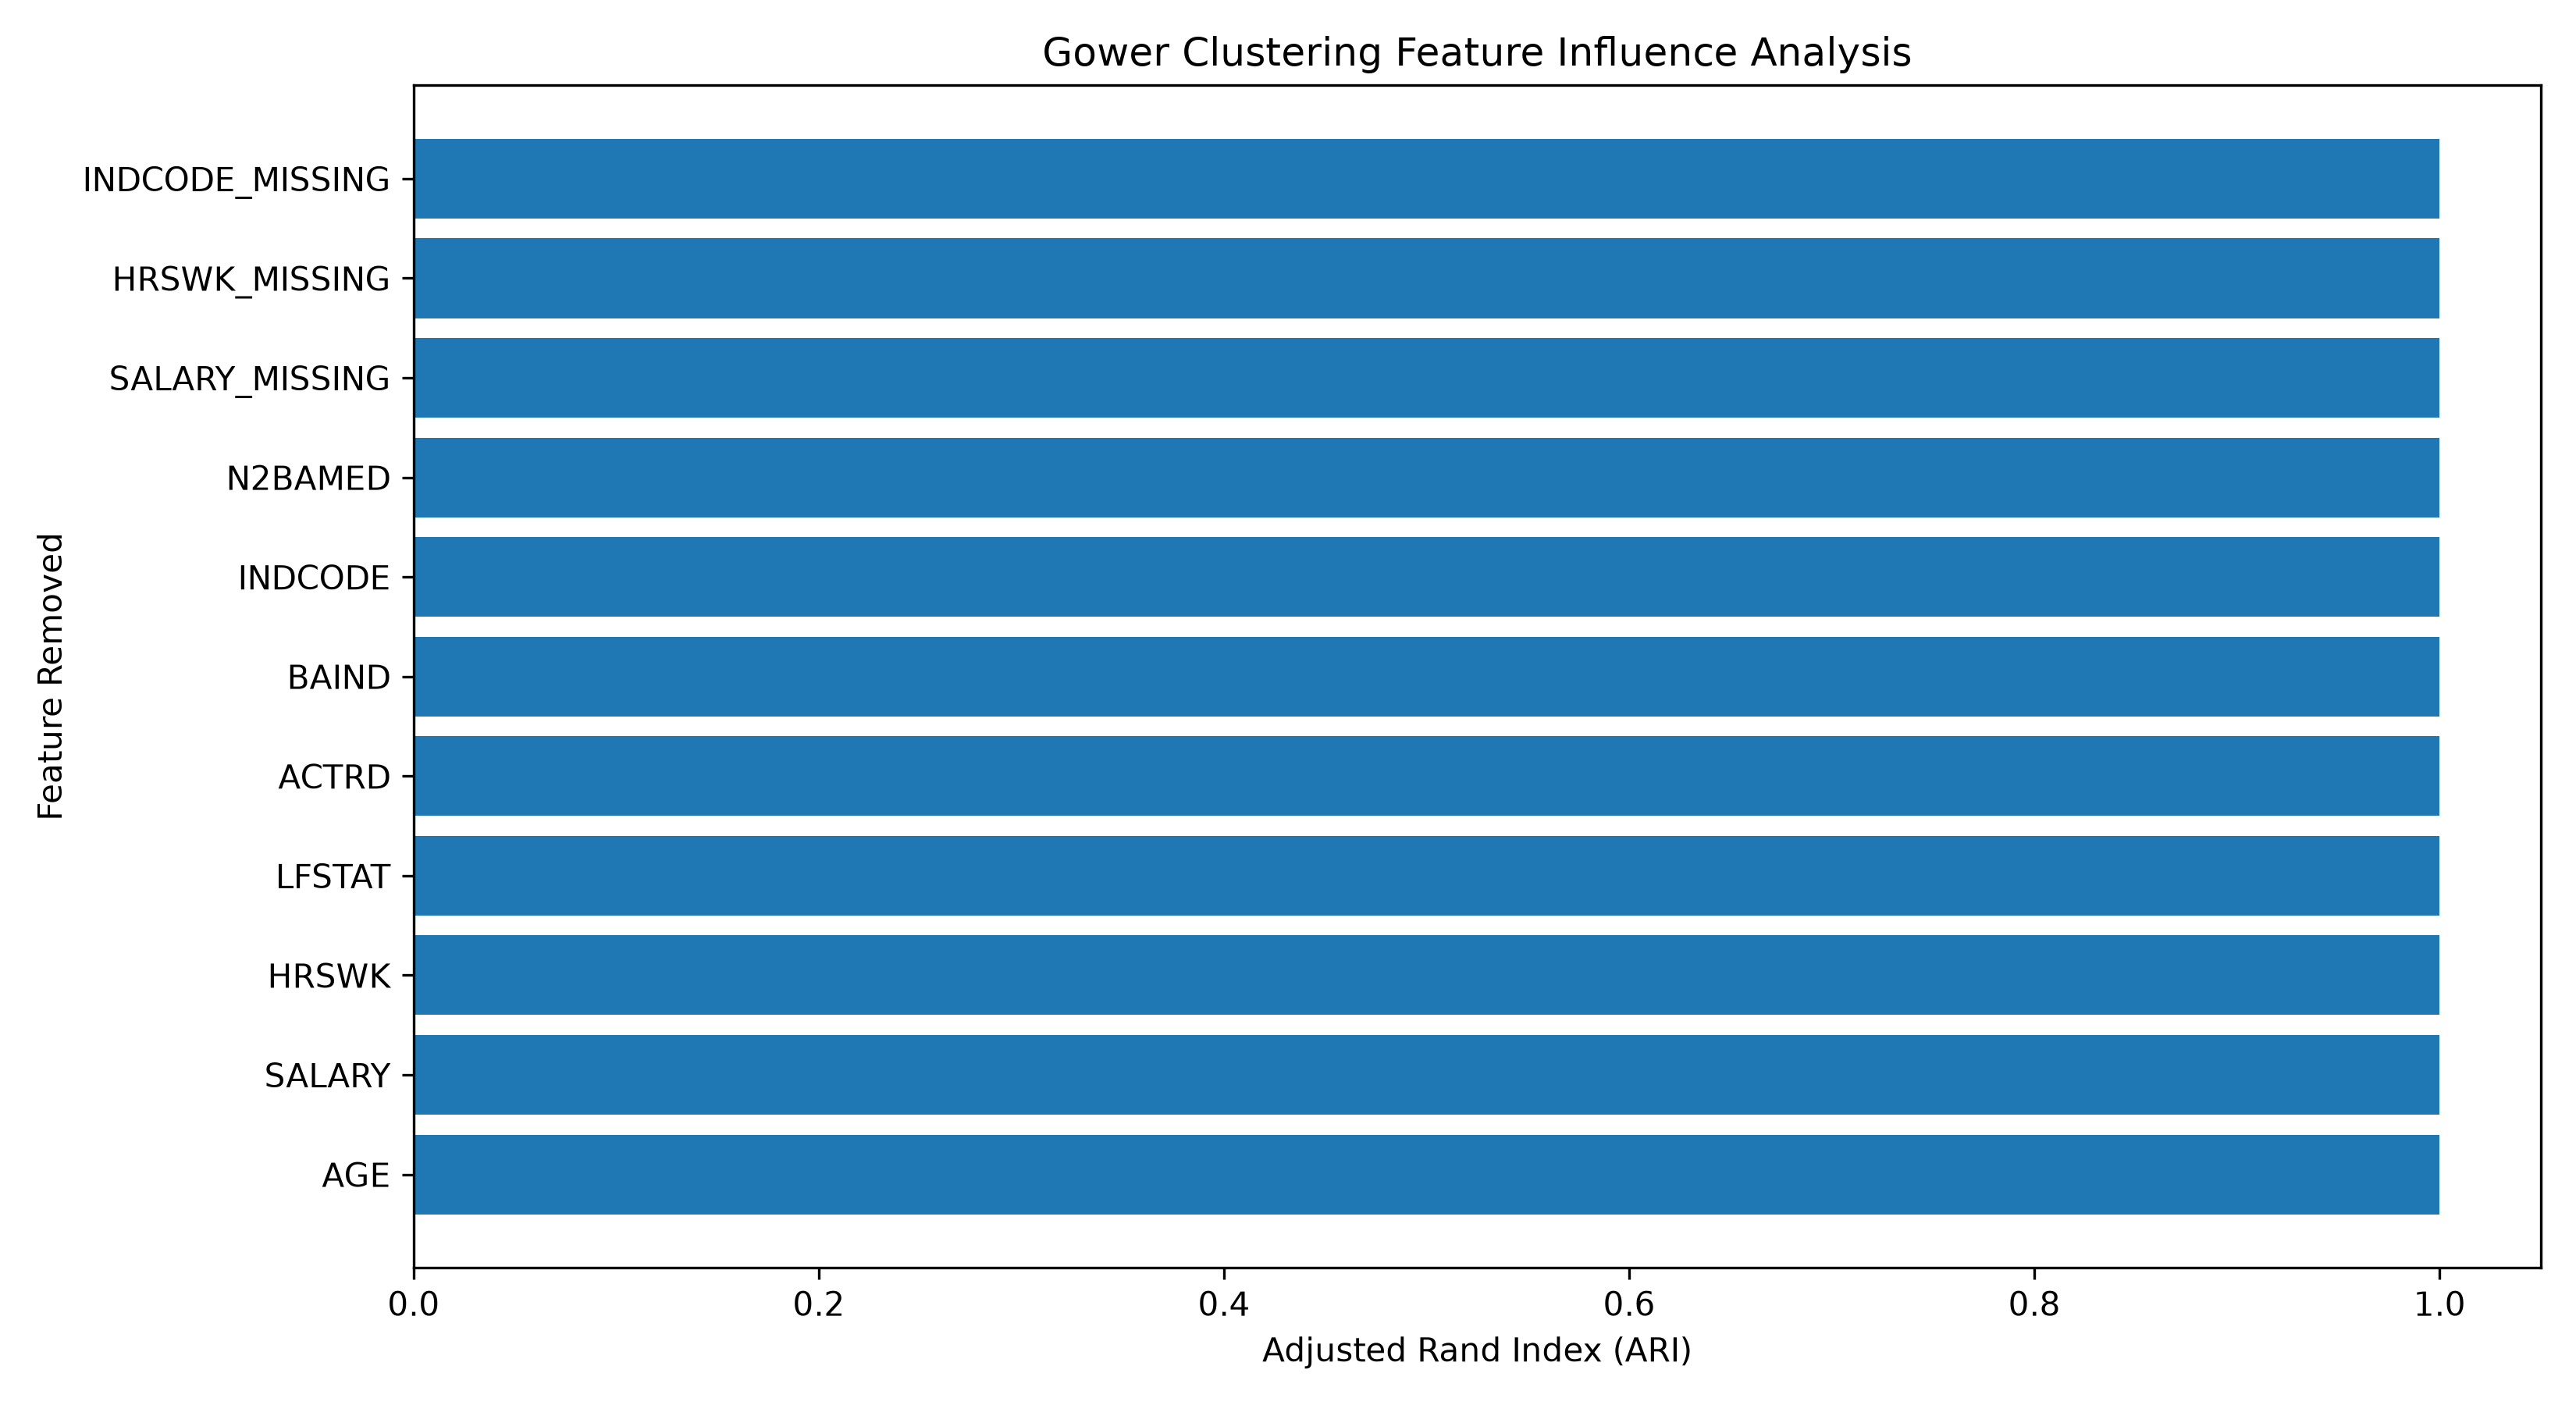 Gower Clustering Feature Influence Analysis
INDCODE_MISSING
HRSWK_MISSING
SALARY_MISSING
N2BAMED
INDCODE
BAIND
ACTRD
LFSTAT
HRSWK
SALARY
AGE
Feature Removed
0.0 0.2 0.4 0.6 0.8 1.0
Adjusted Rand Index (ARI)